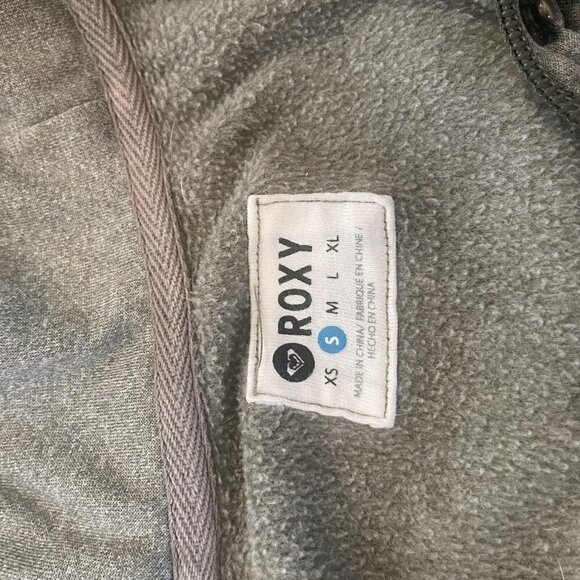 ROXY
XS S M L XL
MADE IN CHINA/ FABRIQUE EN CHINE /
HECHO EN CHINA